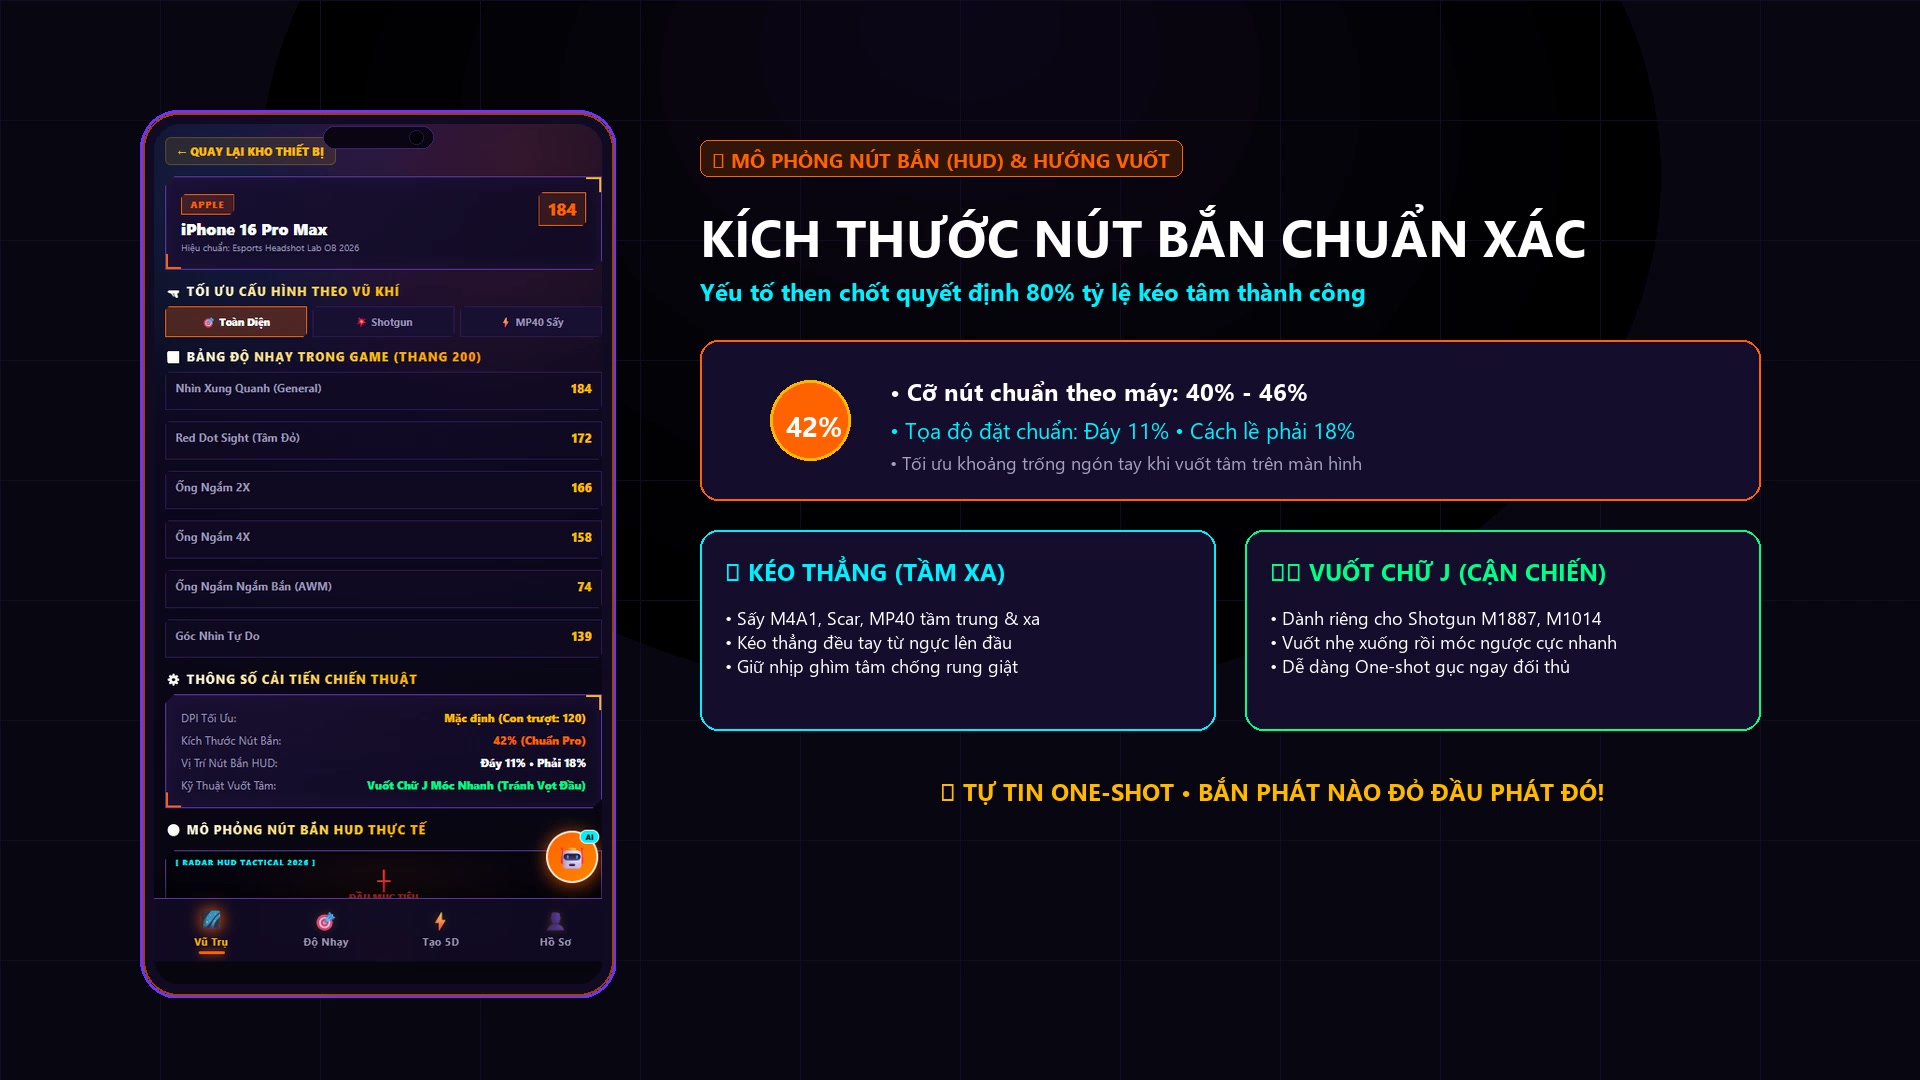 ← QUAY LẠI KHO THIẾT BỊ
APPLE
184
iPhone 16 Pro Max
Hiệu chuẩn: Esports Headshot Lab OB 2026
TỐI ƯU CẤU HÌNH THEO VŨ KHÍ
Toàn Diện
Shotgun
MP40 Sấy
BẢNG ĐỘ NHẠY TRONG GAME (THANG 200)
Nhìn Xung Quanh (General) 184
Red Dot Sight (Tâm Đỏ) 172
Ống Ngắm 2X 166
Ống Ngắm 4X 158
Ống Ngắm Ngắm Bắn (AWM) 74
Góc Nhìn Tự Do 139
THÔNG SỐ CẢI TIẾN CHIẾN THUẬT
DPI Tối Ưu: Mặc định (Con trượt: 120)
Kích Thước Nút Bắn: 42% (Chuẩn Pro)
Vị Trí Nút Bắn HUD: Đáy 11% • Phải 18%
Kỹ Thuật Vuốt Tâm: Vuốt Chữ J Móc Nhanh (Tránh Vọt Đầu)
MÔ PHỎNG NÚT BẮN HUD THỰC TẾ
AI
[ RADAR HUD TACTICAL 2026 ]
ĐẦU MỤC TIÊU
Vũ Trụ
Độ Nhạy
Tạo 5D
Hồ Sơ
MÔ PHỎNG NÚT BẮN (HUD) & HƯỚNG VUỐT
KÍCH THƯỚC NÚT BẮN CHUẨN XÁC
Yếu tố then chốt quyết định 80% tỷ lệ kéo tâm thành công
42%
• Cỡ nút chuẩn theo máy: 40% - 46%
• Tọa độ đặt chuẩn: Đáy 11% • Cách lề phải 18%
• Tối ưu khoảng trống ngón tay khi vuốt tâm trên màn hình
KÉO THẲNG (TẦM XA)
• Sấy M4A1, Scar, MP40 tầm trung & xa
• Kéo thẳng đều tay từ ngực lên đầu
• Giữ nhịp ghìm tâm chống rung giật
VUỐT CHỮ J (CẬN CHIẾN)
• Dành riêng cho Shotgun M1887, M1014
• Vuốt nhẹ xuống rồi móc ngược cực nhanh
• Dễ dàng One-shot gục ngay đối thủ
TỰ TIN ONE-SHOT • BẮN PHÁT NÀO ĐỎ ĐẦU PHÁT ĐÓ!